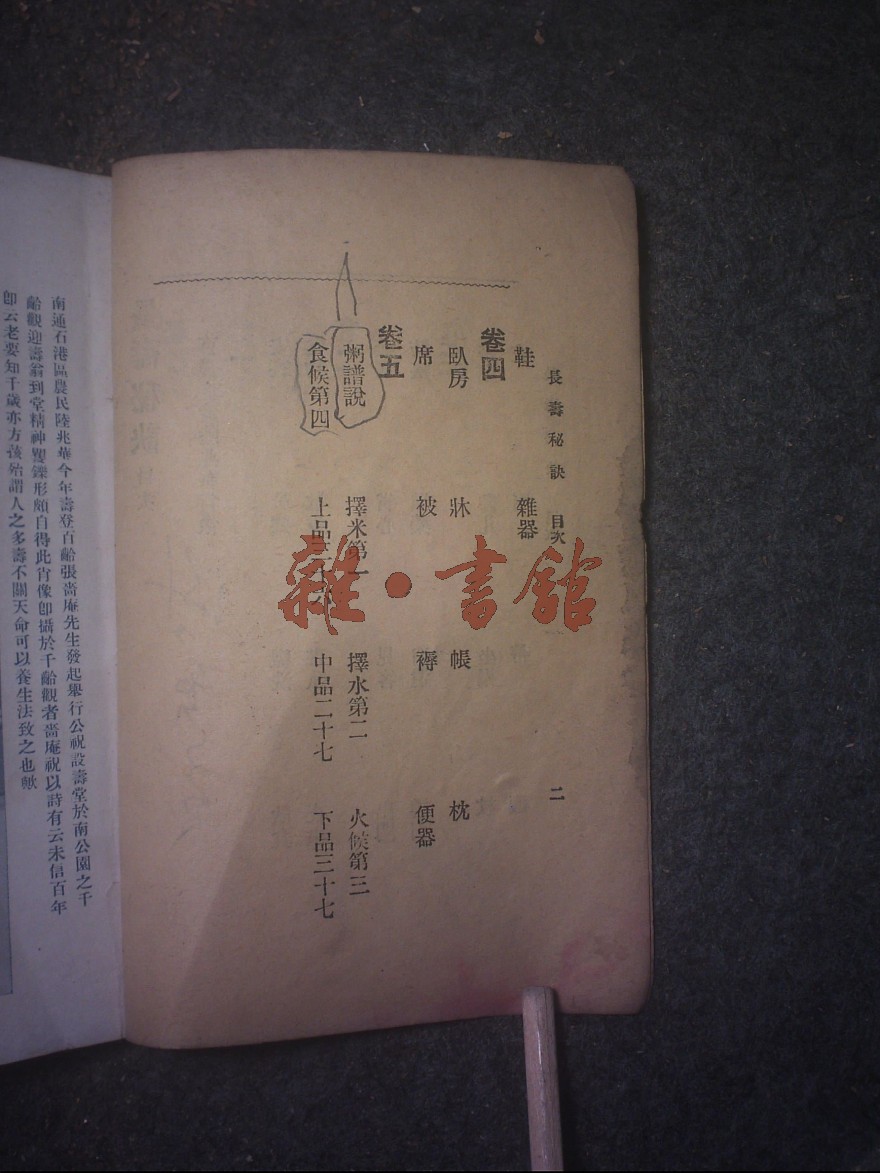 長壽秘訣 目次 二
鞋 雜器
卷四
臥房 牀 帳 枕
席 被 褥 便器
卷五
粥譜說 擇米第一 擇水第二 火候第三
食候第四 上品三十六 中品二十七 下品三十七
南通石港區農民陸兆華今年壽登百齡張嗇庵先生發起舉行公祝設壽堂於南公園之千
齡觀迎壽翁到堂精神矍鑠形頗自得此肖像卽攝於千齡觀者嗇庵祝以詩有云未信百年
卽云老要知千歲亦方孩殆謂人之多壽不關天命可以養生法致之也歟
雜·書館